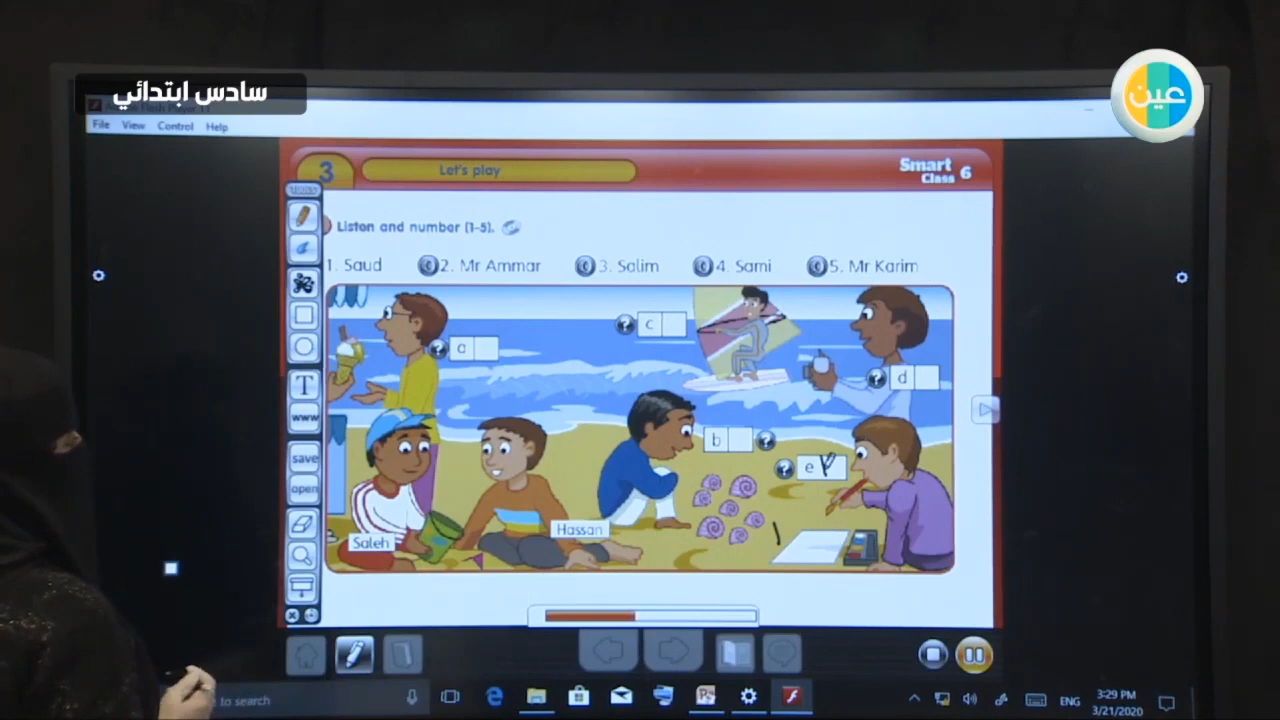 سادس ابتدائي
عين
File View Control Help
3 Let's play Smart Class 6
Listen and number (1-5).
1. Saud 2. Mr Ammar 3. Salim 4. Sami 5. Mr Karim
c
a
d
b
e
Hassan
Saleh
T
www
save
open
to search
ENG
3:29 PM
3/21/2020